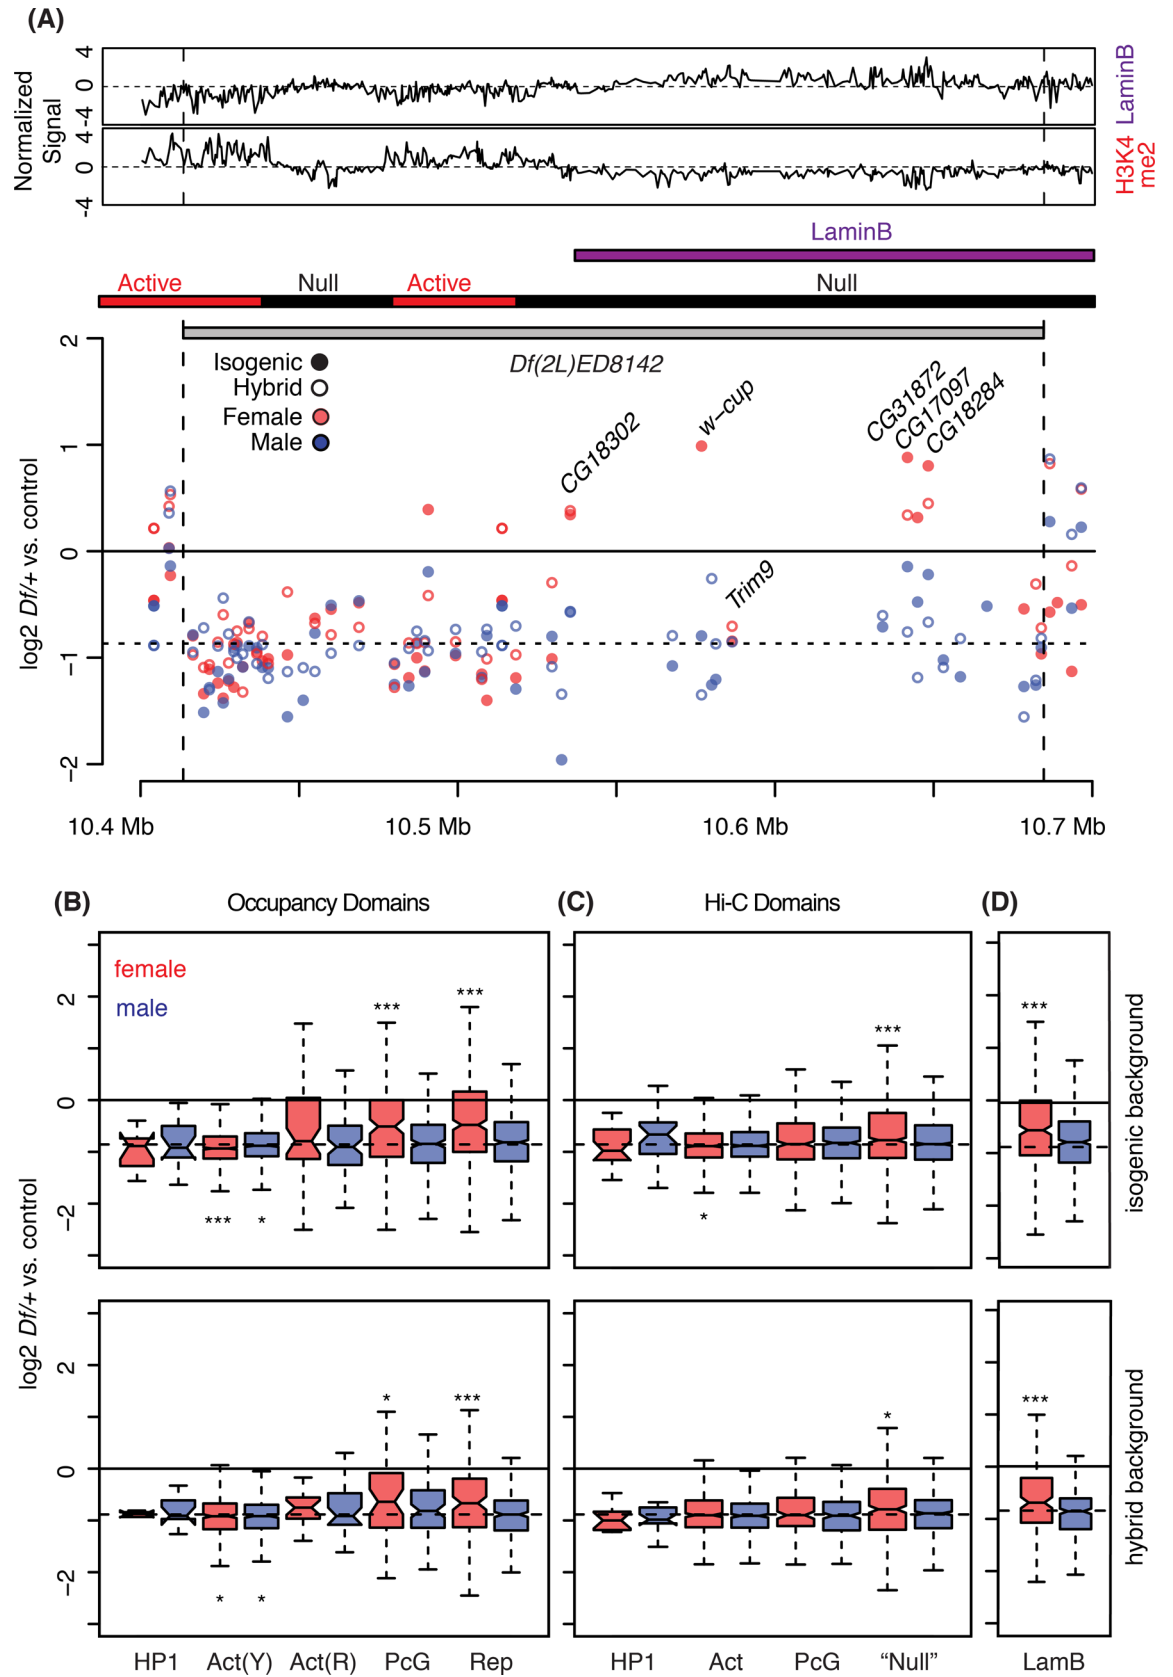 (A)
4
0
-4
LaminB
Normalized
Signal
4
0
-4
H3K4
me2
LaminB
Active
Null
Active
Null
2
1
0
−1
−2
log2 Df/+ vs. control
Df(2L)ED8142
Isogenic
Hybrid
Female
Male
CG18302
w-cup
Trim9
CG31872
CG17097
CG18284
10.4 Mb
10.5 Mb
10.6 Mb
10.7 Mb
(B)
Occupancy Domains
(C)
Hi-C Domains
(D)
female
male
2
0
−2
***
*
***
***
*
***
***
isogenic background
log2 Df/+ vs. control
2
0
−2
*
*
*
***
*
***
hybrid background
HP1
Act(Y)
Act(R)
PcG
Rep
HP1
Act
PcG
“Null”
LamB